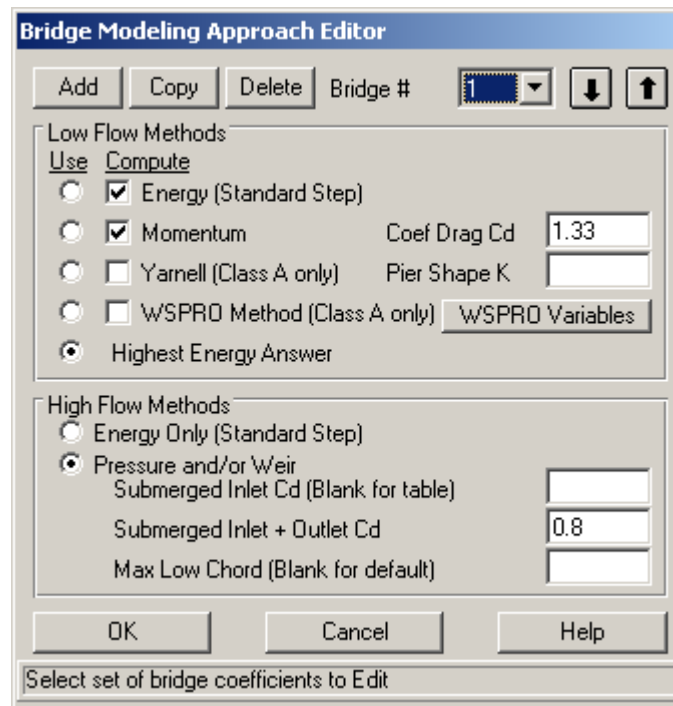 Bridge Modeling Approach Editor
Add Copy Delete Bridge # 1
Low Flow Methods
Use Compute
Energy (Standard Step)
Momentum Coef Drag Cd 1.33
Yarnell (Class A only) Pier Shape K
WSPRO Method (Class A only) WSPRO Variables
Highest Energy Answer
High Flow Methods
Energy Only (Standard Step)
Pressure and/or Weir
Submerged Inlet Cd (Blank for table)
Submerged Inlet + Outlet Cd 0.8
Max Low Chord (Blank for default)
OK Cancel Help
Select set of bridge coefficients to Edit